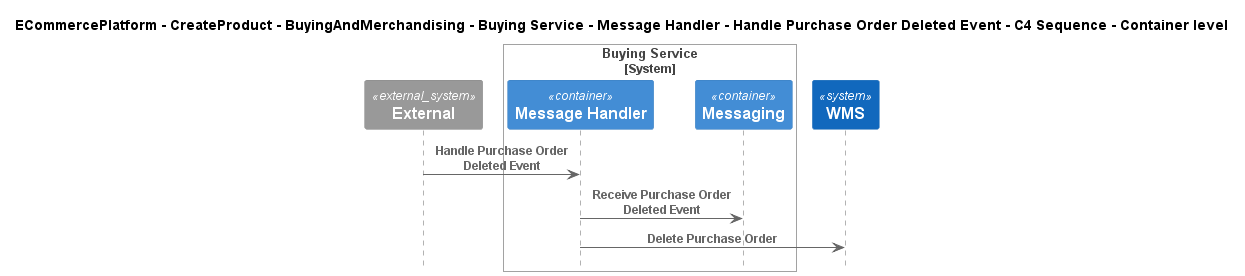 ECommercePlatform - CreateProduct - BuyingAndMerchandising - Buying Service - Message Handler - Handle Purchase Order Deleted Event - C4 Sequence - Container level
Buying Service
[System]
«external_system»
External
«container»
Message Handler
«container»
Messaging
«system»
WMS
Handle Purchase Order
Deleted Event
Receive Purchase Order
Deleted Event
Delete Purchase Order